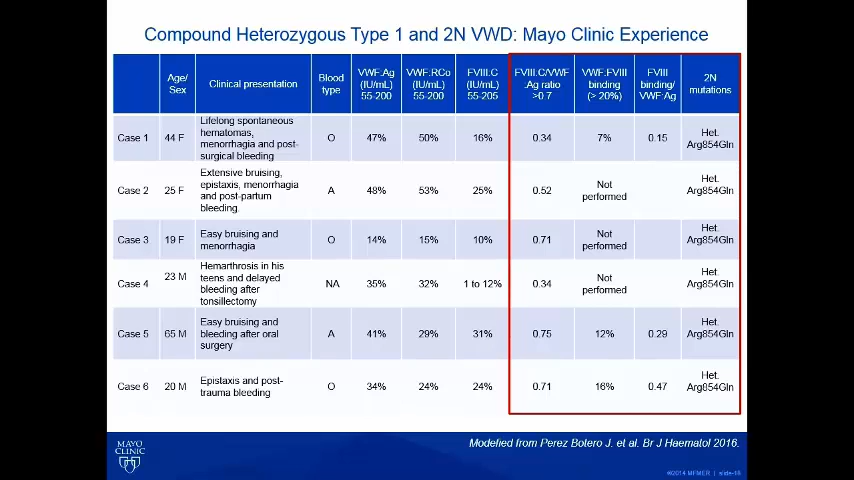 Compound Heterozygous Type 1 and 2N VWD: Mayo Clinic Experience
Age/
Sex
Clinical presentation
Blood
type
VWF:Ag
(IU/mL)
55-200
VWF:RCo
(IU/mL)
55-200
FVIII:C
(IU/mL)
55-205
FVIII:C/VWF
:Ag ratio
>0.7
VWF:FVIII
binding
(> 20%)
FVIII
binding/
VWF:Ag
2N
mutations
Case 1
44 F
Lifelong spontaneous
hematomas,
menorrhagia and post-
surgical bleeding
O
47%
50%
16%
0.34
7%
0.15
Het.
Arg854Gln
Case 2
25 F
Extensive bruising,
epistaxis, menorrhagia
and post-partum
bleeding.
A
48%
53%
25%
0.52
Not
performed
Het.
Arg854Gln
Case 3
19 F
Easy bruising and
menorrhagia
O
14%
15%
10%
0.71
Not
performed
Het.
Arg854Gln
Case 4
23 M
Hemarthrosis in his
teens and delayed
bleeding after
tonsillectomy
NA
35%
32%
1 to 12%
0.34
Not
performed
Het.
Arg854Gln
Case 5
65 M
Easy bruising and
bleeding after oral
surgery
A
41%
29%
31%
0.75
12%
0.29
Het.
Arg854Gln
Case 6
20 M
Epistaxis and post-
trauma bleeding
O
34%
24%
24%
0.71
16%
0.47
Het.
Arg854Gln
MAYO
CLINIC
Modefied from Perez Botero J. et al. Br J Haematol 2016.
©2014 MFMER | slide-18